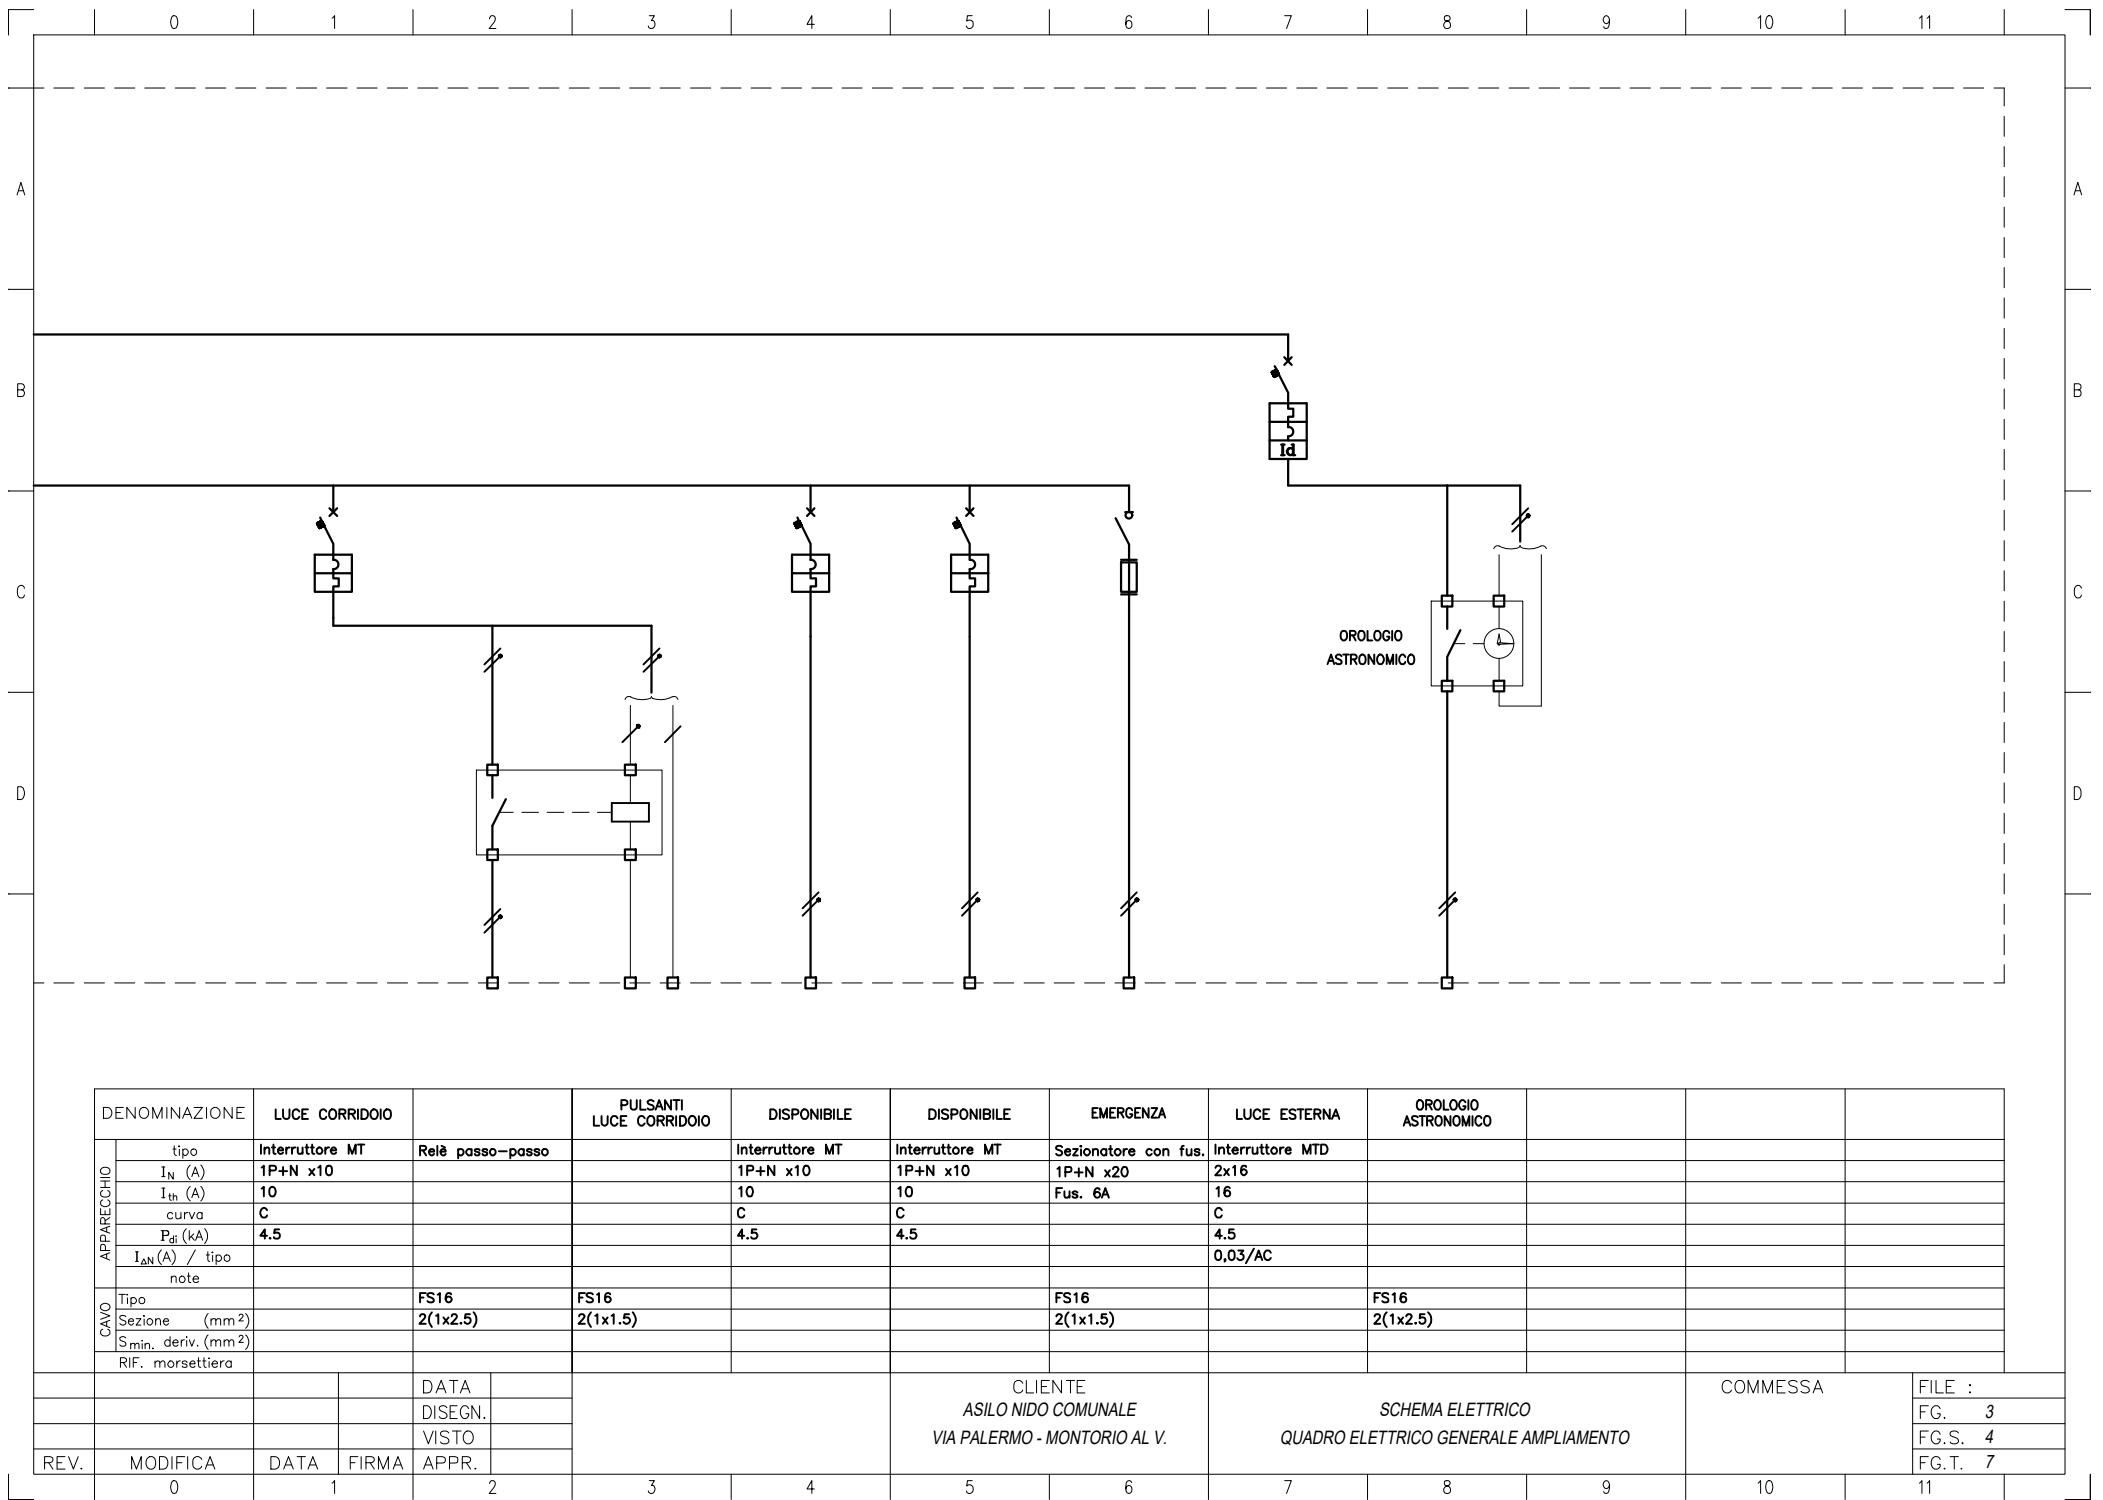 0 1 2 3 4 5 6 7 8 9 10 11
A A
B B
Id
C C
OROLOGIO
ASTRONOMICO
D D
DENOMINAZIONE LUCE CORRIDOIO PULSANTI LUCE CORRIDOIO DISPONIBILE DISPONIBILE EMERGENZA LUCE ESTERNA OROLOGIO ASTRONOMICO
APPARECCHIO
tipo Interruttore MT Relè passo-passo Interruttore MT Interruttore MT Sezionatore con fus. Interruttore MTD
IN (A) 1P+N x10 1P+N x10 1P+N x10 1P+N x20 2x16
Ith (A) 10 10 10 Fus. 6A 16
curva C C C C
Pdi (kA) 4.5 4.5 4.5 4.5
IΔN(A) / tipo 0,03/AC
note
CAVO
Tipo FS16 FS16 FS16 FS16
Sezione (mm²) 2(1x2.5) 2(1x1.5) 2(1x1.5) 2(1x2.5)
Smin. deriv. (mm²)
RIF. morsettiera
DATA CLIENTE COMMESSA FILE :
DISEGN. ASILO NIDO COMUNALE SCHEMA ELETTRICO FG. 3
VISTO VIA PALERMO - MONTORIO AL V. QUADRO ELETTRICO GENERALE AMPLIAMENTO FG.S. 4
REV. MODIFICA DATA FIRMA APPR. FG.T. 7
0 1 2 3 4 5 6 7 8 9 10 11